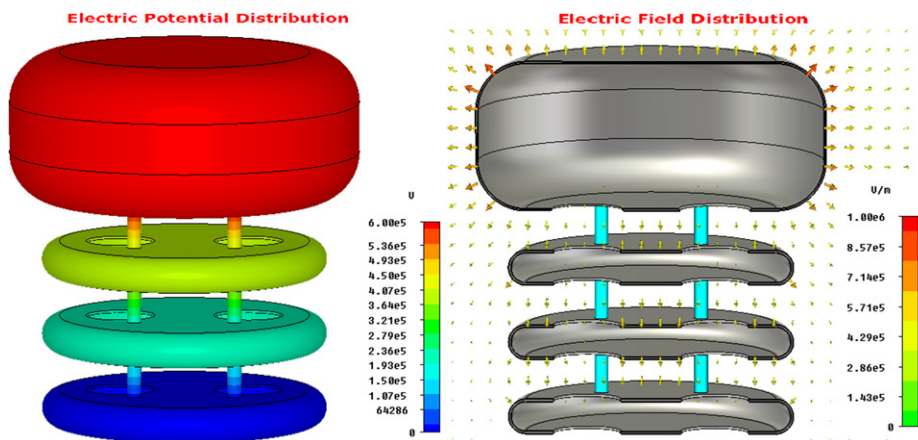 Electric Potential Distribution
V
6.00e5
5.36e5
4.93e5
4.50e5
4.07e5
3.64e5
3.21e5
2.79e5
2.36e5
1.93e5
1.50e5
1.07e5
64286
0
Electric Field Distribution
V/m
1.00e6
8.57e5
7.14e5
5.71e5
4.29e5
2.86e5
1.43e5
0